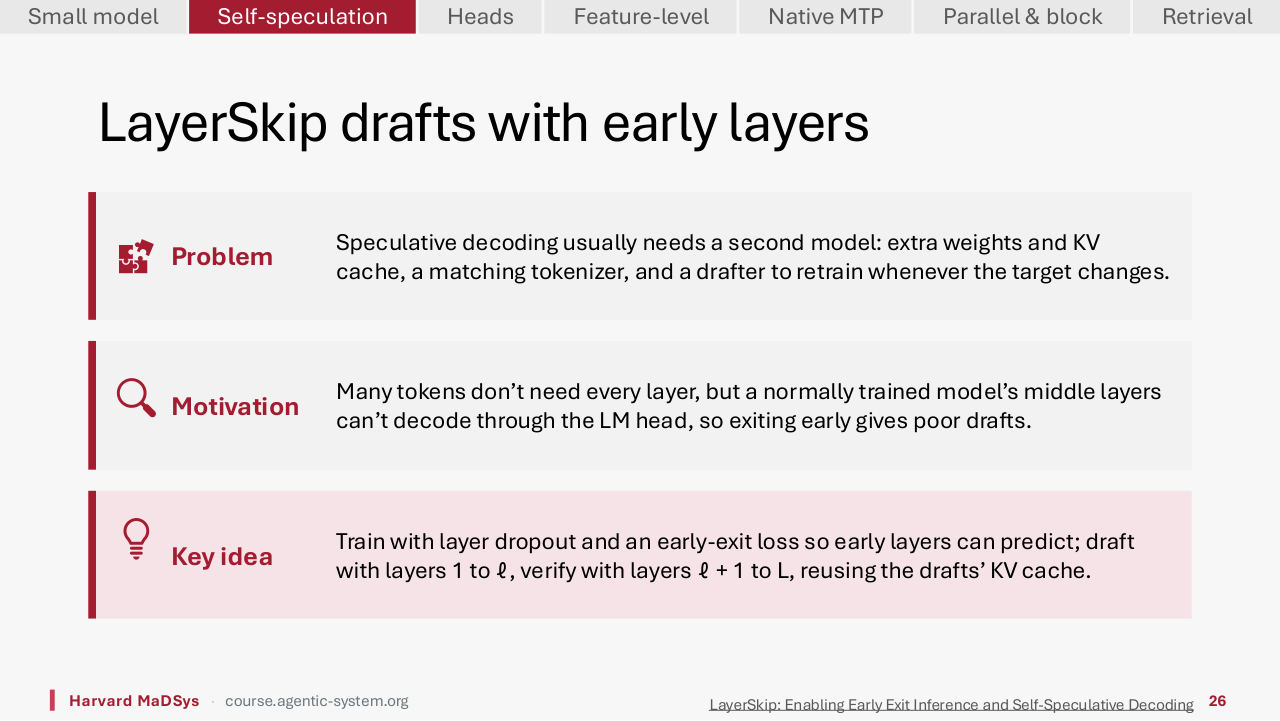 Small model
Self-speculation
Heads
Feature-level
Native MTP
Parallel & block
Retrieval
LayerSkip drafts with early layers
Problem
Speculative decoding usually needs a second model: extra weights and KV
cache, a matching tokenizer, and a drafter to retrain whenever the target changes.
Motivation
Many tokens don’t need every layer, but a normally trained model’s middle layers
can’t decode through the LM head, so exiting early gives poor drafts.
Key idea
Train with layer dropout and an early-exit loss so early layers can predict; draft
with layers 1 to ℓ, verify with layers ℓ + 1 to L, reusing the drafts’ KV cache.
Harvard MaDSys · course.agentic-system.org
LayerSkip: Enabling Early Exit Inference and Self-Speculative Decoding
26